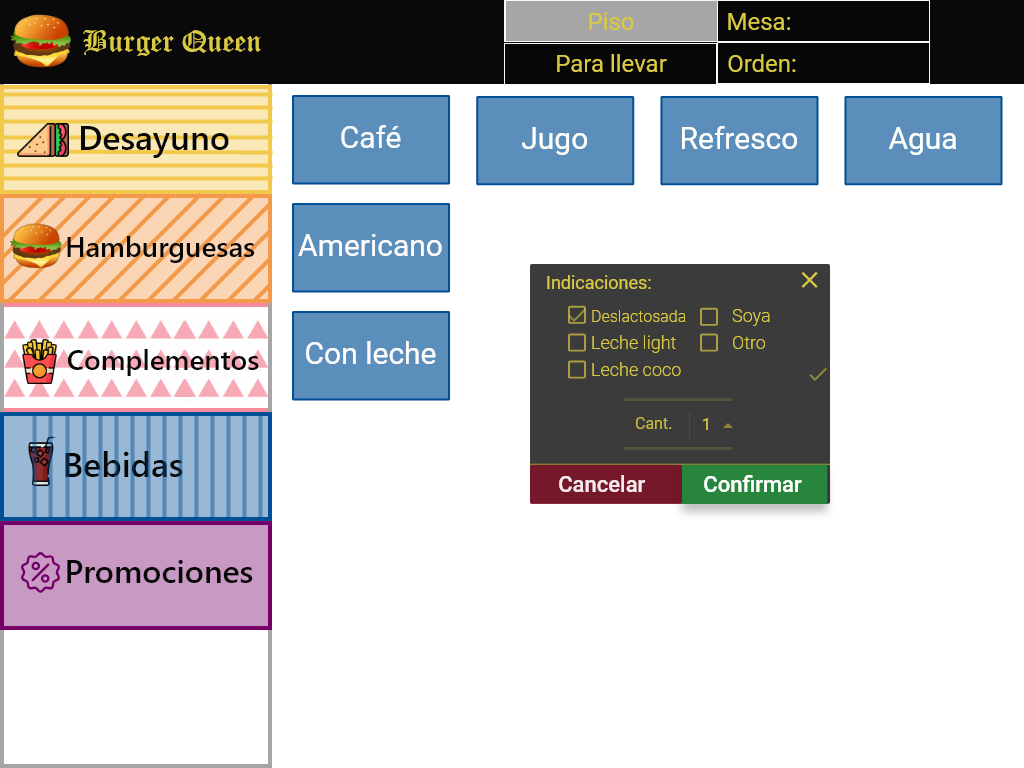 Burger Queen
Piso
Mesa:
Para llevar
Orden:
Desayuno
Hamburguesas
Complementos
Bebidas
Promociones
Café
Jugo
Refresco
Agua
Americano
Con leche
Indicaciones:
Deslactosada
Soya
Leche light
Otro
Leche coco
Cant. 1
Cancelar
Confirmar